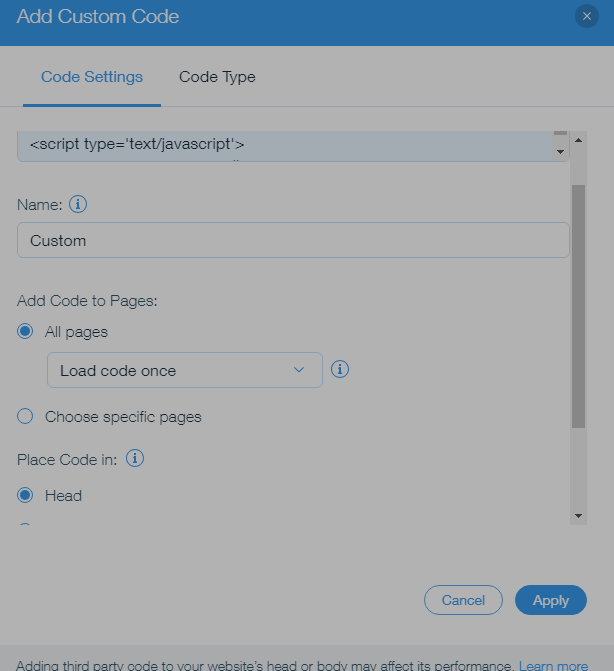 Add Custom Code
Code Settings Code Type
<script type='text/javascript'>
Name:
Custom
Add Code to Pages:
All pages
Load code once
Choose specific pages
Place Code in:
Head
Cancel Apply
Adding third party code to your website's head or body may affect its performance. Learn more